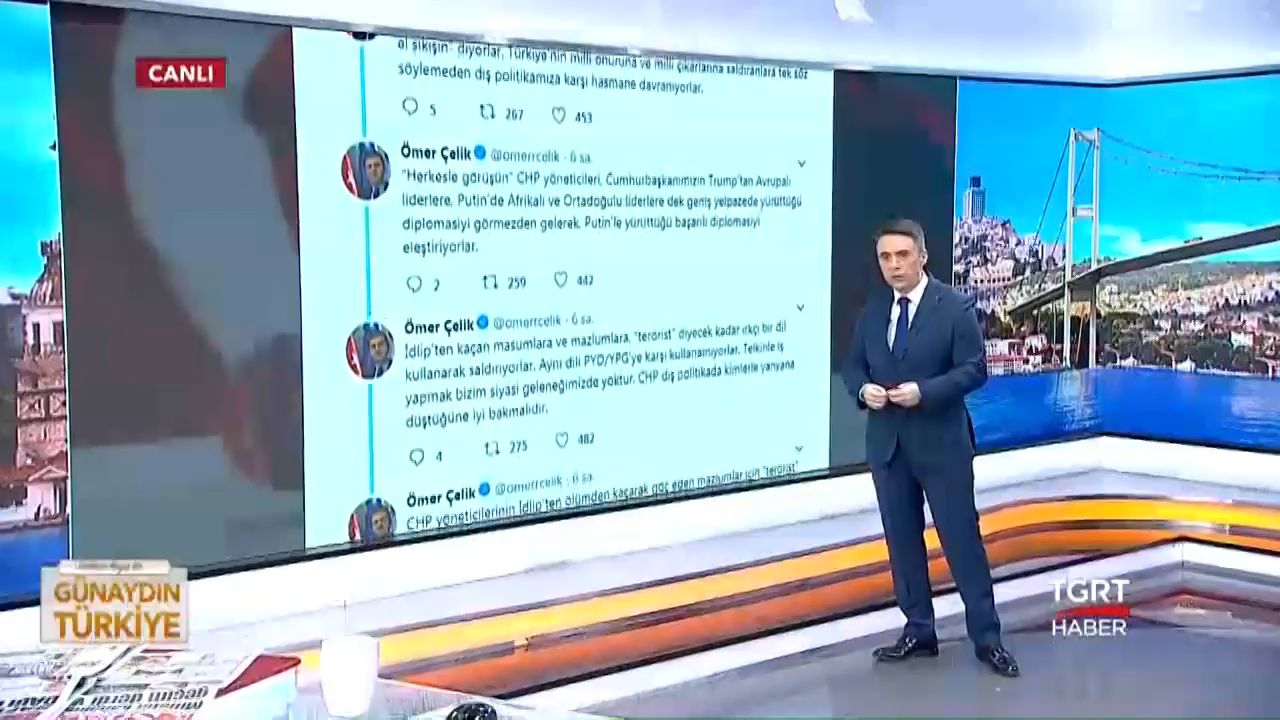 CANLI
el sıkışın" diyorlar, Türkiye'nin milli onuruna ve milli çıkarlarına saldıranlara tek söz
söylemeden dış politikamıza karşı hasmane davranıyorlar.
5 267 453
Ömer Çelik @omerrcelik · 6 sa.
"Herkesle görüşün" CHP yöneticileri, Cumhurbaşkanımızın Trump'tan Avrupalı
liderlere, Putin'de Afrikalı ve Ortadoğulu liderlere dek geniş yelpazede yürüttüğü
diplomasiyi görmezden gelerek, Putin'le yürüttüğü başarılı diplomasiyi
eleştiriyorlar.
2 250 442
Ömer Çelik @omerrcelik · 6 sa.
İdlip'ten kaçan masumlara ve mazlumlara, "terörist" diyecek kadar ırkçı bir dil
kullanarak saldırıyorlar. Aynı dili PYD/YPG'ye karşı kullanamıyorlar. Telkinle iş
yapmak bizim siyasi geleneğimizde yoktur. CHP dış politikada kimlerle yanyana
düştüğüne iyi bakmalıdır.
4 275 482
Ömer Çelik @omerrcelik · 6 sa.
CHP yöneticilerinin İdlip'ten ölümden kaçarak göç eden mazlumlar için "terörist"
GÜNAYDIN
TÜRKİYE
TGRT
HABER